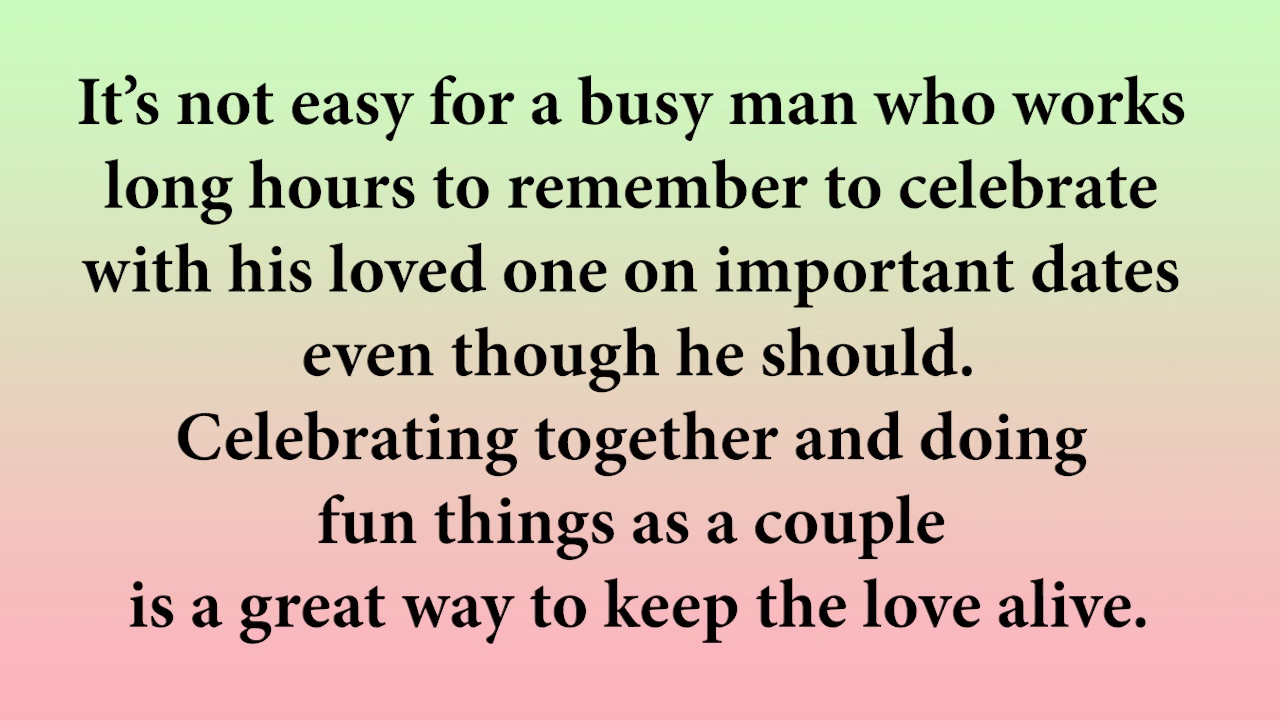 It’s not easy for a busy man who works
long hours to remember to celebrate
with his loved one on important dates
even though he should.
Celebrating together and doing
fun things as a couple
is a great way to keep the love alive.